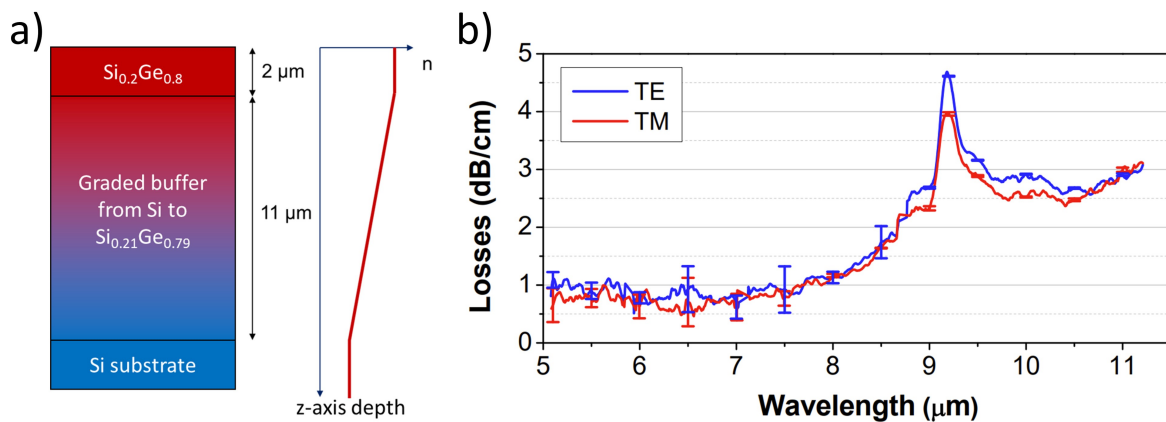 a)
Si0.2Ge0.8
2 μm
n
Graded buffer
from Si to
Si0.21Ge0.79
11 μm
Si substrate
z-axis depth
b)
Losses (dB/cm)
5
4
3
2
1
0
TE
TM
5 6 7 8 9 10 11
Wavelength (μm)